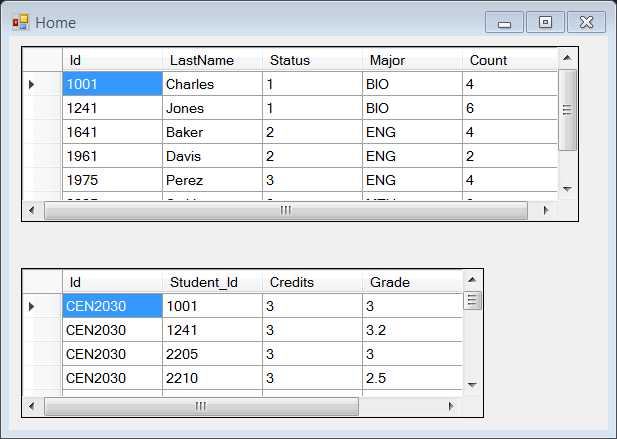 Home
Id LastName Status Major Count
1001 Charles 1 BIO 4
1241 Jones 1 BIO 6
1641 Baker 2 ENG 4
1961 Davis 2 ENG 2
1975 Perez 3 ENG 4
Id Student_Id Credits Grade
CEN2030 1001 3 3
CEN2030 1241 3 3.2
CEN2030 2205 3 3
CEN2030 2210 3 2.5